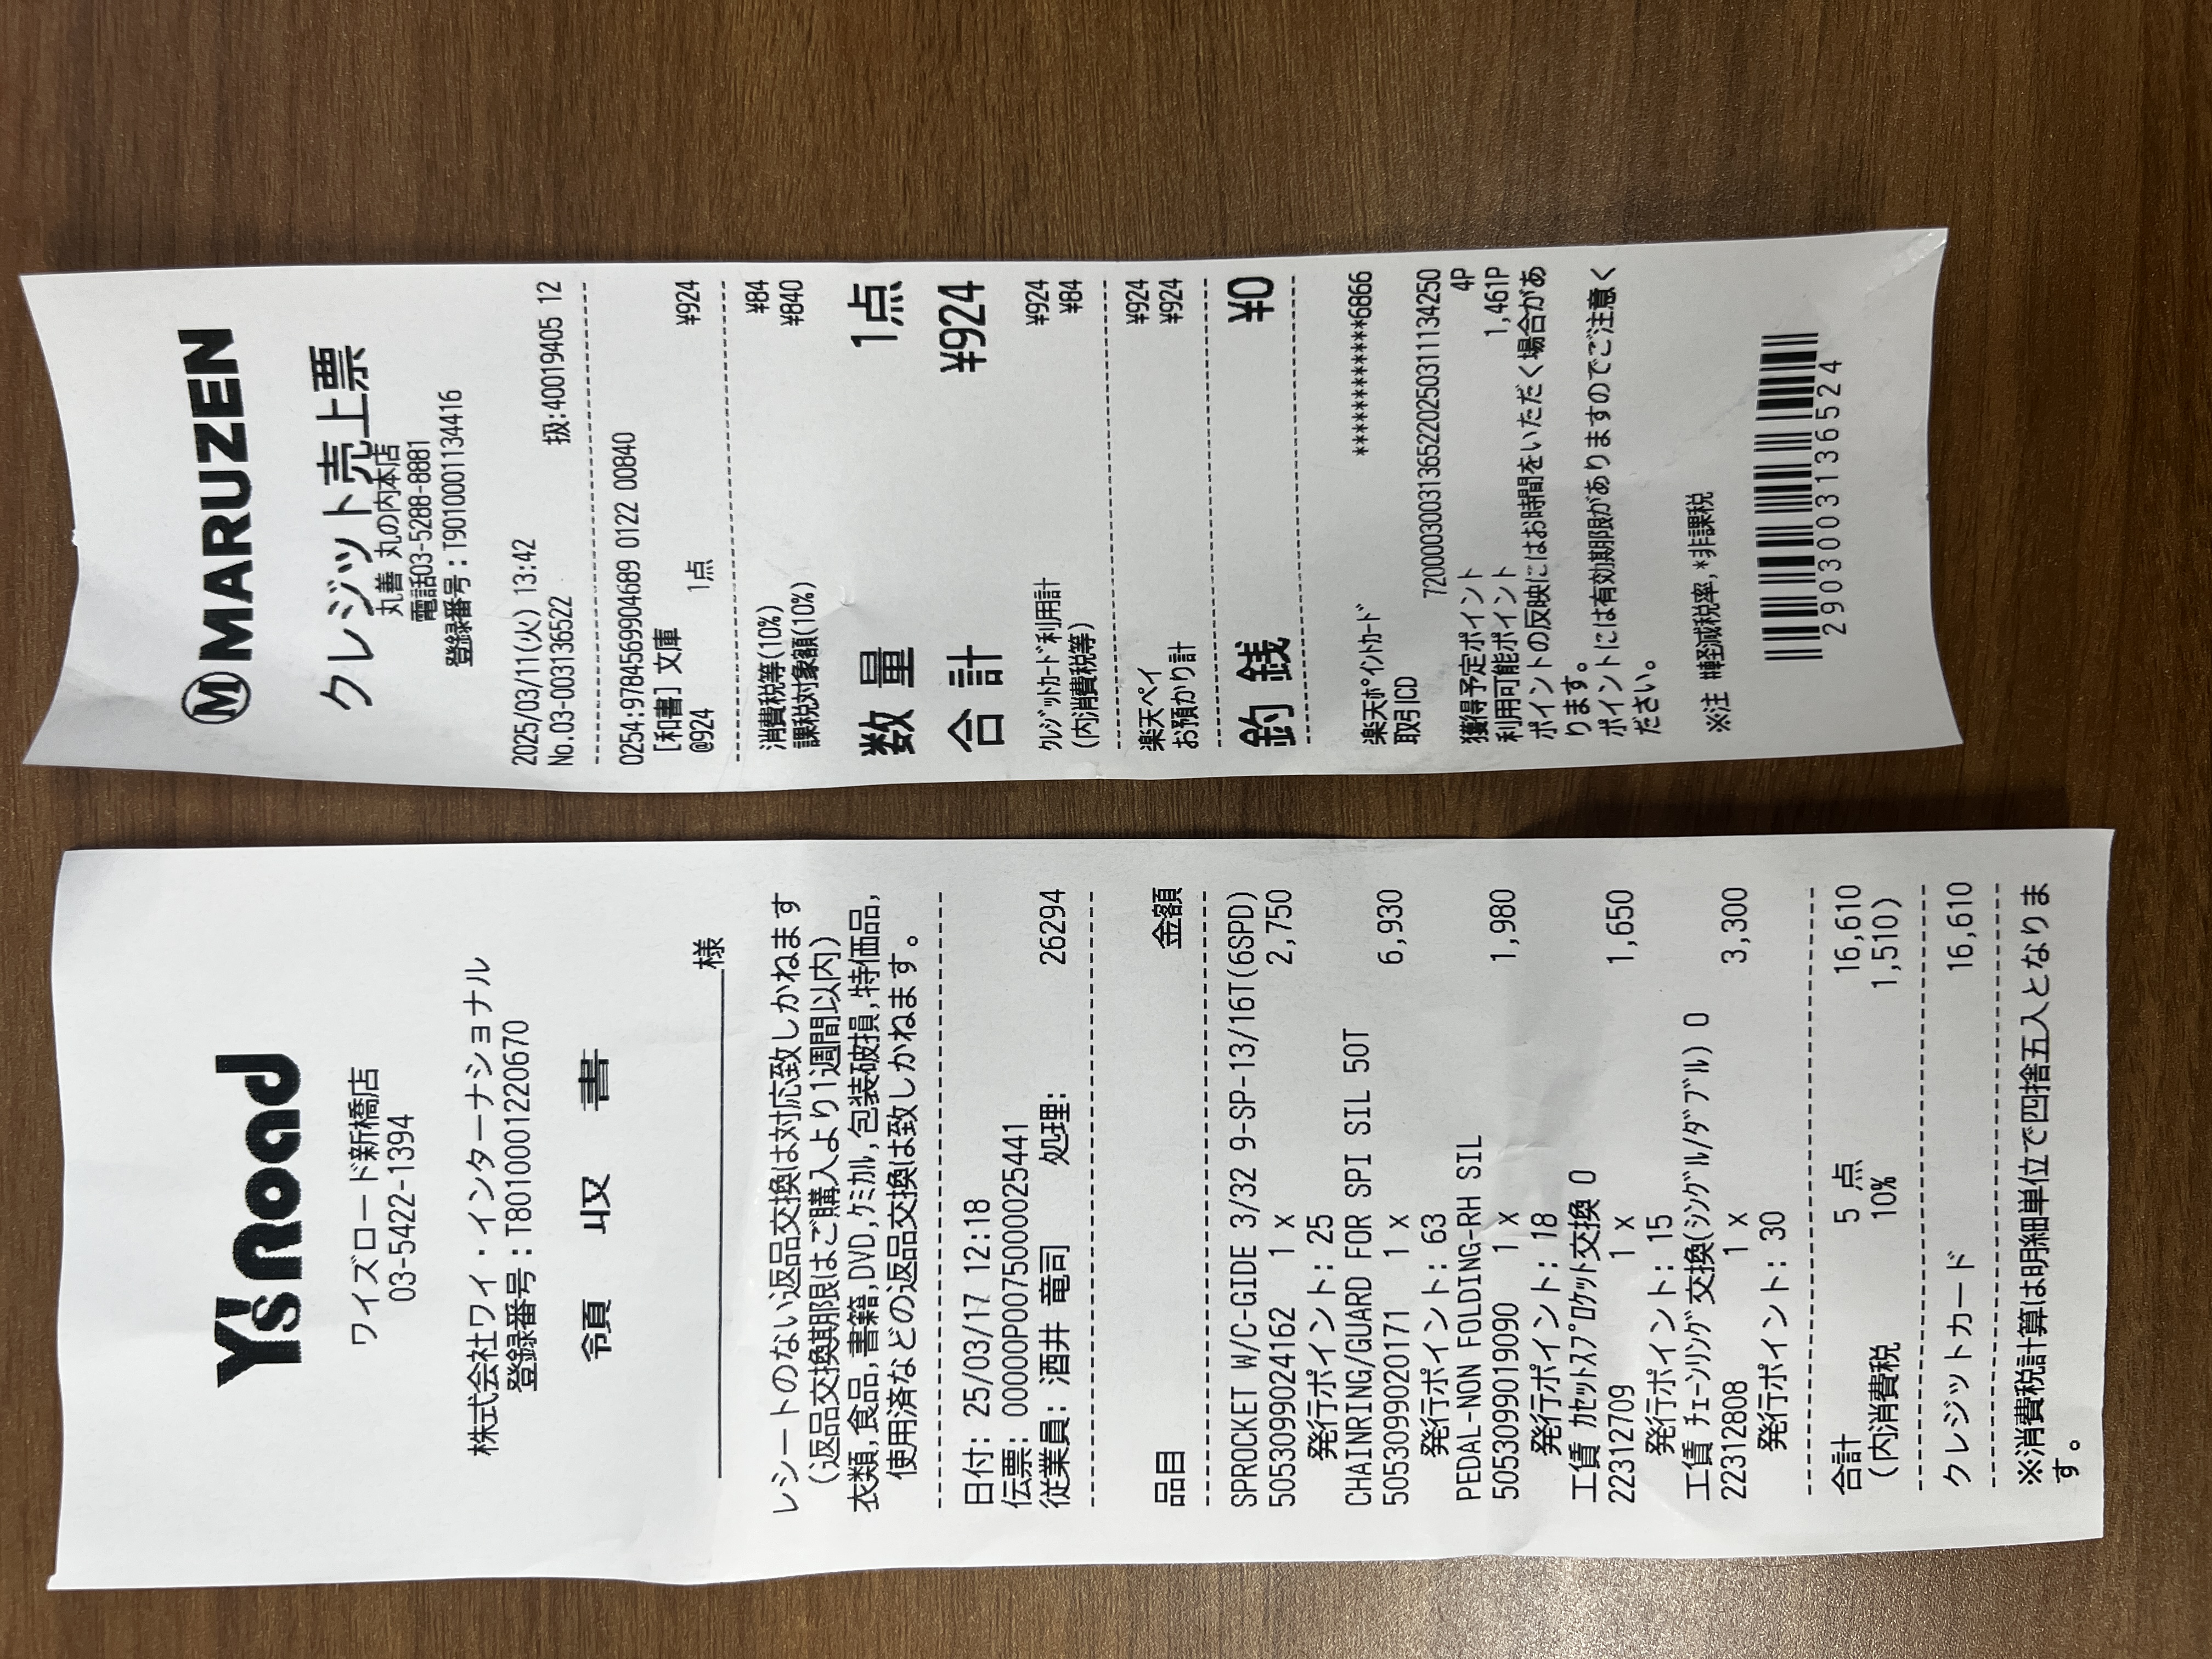 Y's Road
ワイズロード新橋店
03-5422-1394
株式会社ワイ・インターナショナル
登録番号：T8010001220670
領 収 書
様
レシートのない返品交換は対応致しかねます
（返品交換期限はご購入より1週間以内）
衣類,食品,書籍,DVD,ｹﾐｶﾙ,包装破損,特価品,
使用済などの返品交換は致しかねます。
日付: 25/03/17 12:18
伝票: 00000P0075000025441
従業員: 酒井 竜司 処理: 26294
品目 金額
SPROCKET W/C-GIDE 3/32 9-SP-13/16T(6SPD)
5053099024162 1 x 2,750
発行ポイント: 25
CHAINRING/GUARD FOR SPI SIL 50T
5053099020171 1 x 6,930
発行ポイント: 63
PEDAL-NON FOLDING-RH SIL
5053099019090 1 x 1,980
発行ポイント: 18
工賃 ｶｾｯﾄｽﾌﾟﾛｹｯﾄ交換 0
22312709 1 x 1,650
発行ポイント: 15
工賃 ﾁｪｰﾝﾘﾝｸﾞ交換(ｼﾝｸﾞﾙ/ﾀﾞﾌﾞﾙ) 0
22312808 1 x 3,300
発行ポイント: 30
合計 5 点 16,610
（内消費税 10% 1,510）
クレジットカード 16,610
※消費税計算は明細単位で四捨五入となりま
す。
M MARUZEN
クレジット売上票
丸善 丸の内本店
電話03-5288-8881
登録番号：T9010001134416
2025/03/11(火) 13:42
No.03-003136522 扱:40019405 12
0254:9784569904689 0122 00840
[和書] 文庫
@924 1点 ¥924
消費税等(10%) ¥84
課税対象額(10%) ¥840
数 量 1点
合 計 ¥924
ｸﾚｼﾞｯﾄｶｰﾄﾞ利用計 ¥924
(内消費税等) ¥84
楽天ペイ ¥924
お預かり計 ¥924
釣 銭 ¥0
楽天ﾎﾟｲﾝﾄｶｰﾄﾞ ************6866
取引CD
7200003003136522025031113​4250
獲得予定ポイント 4P
利用可能ポイント 1,461P
ポイントの反映にはお時間をいただく場合があ
ります。
ポイントには有効期限がありますのでご注意く
ださい。
※注 #軽減税率,*非課税
2903003136524